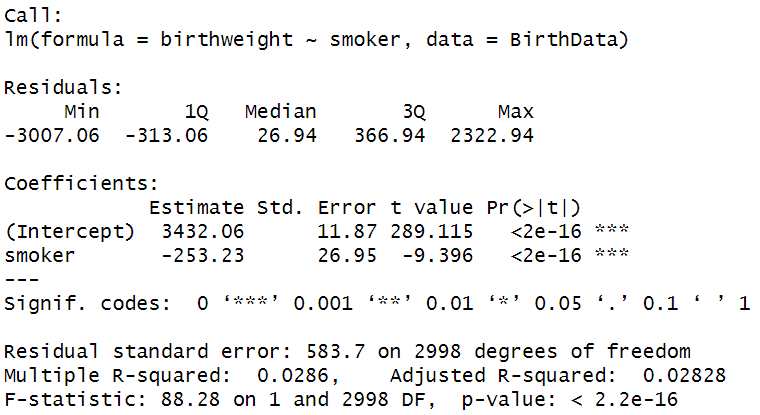 Call:
lm(formula = birthweight ~ smoker, data = BirthData)
Residuals:
Min 1Q Median 3Q Max
-3007.06 -313.06 26.94 366.94 2322.94
Coefficients:
Estimate Std. Error t value Pr(>|t|)
(Intercept) 3432.06 11.87 289.115 <2e-16 ***
smoker -253.23 26.95 -9.396 <2e-16 ***
---
Signif. codes: 0 ‘***’ 0.001 ‘**’ 0.01 ‘*’ 0.05 ‘.’ 0.1 ‘ ’ 1
Residual standard error: 583.7 on 2998 degrees of freedom
Multiple R-squared: 0.0286, Adjusted R-squared: 0.02828
F-statistic: 88.28 on 1 and 2998 DF, p-value: < 2.2e-16